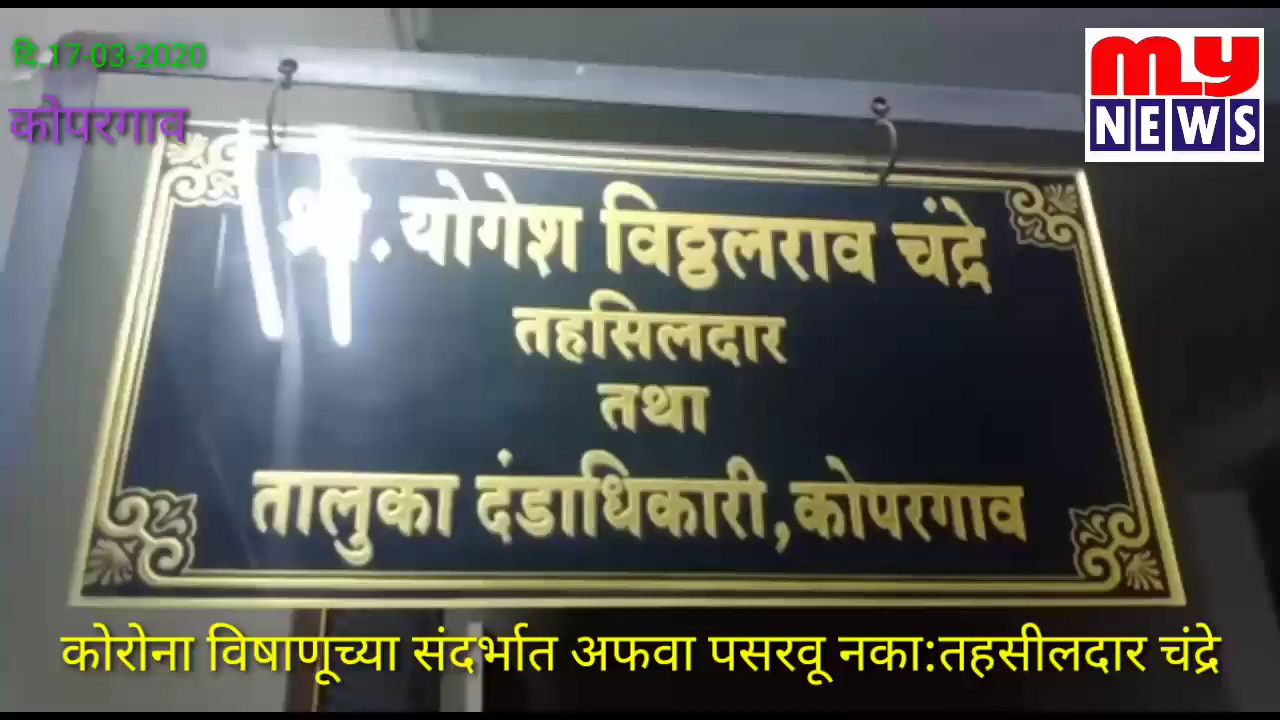 दि.17-03-2020
my
NEWS
कोपरगाव
श्री.योगेश विठ्ठलराव चंद्रे
तहसिलदार
तथा
तालुका दंडाधिकारी,कोपरगाव
कोरोना विषाणूच्या संदर्भात अफवा पसरवू नका:तहसीलदार चंद्रे